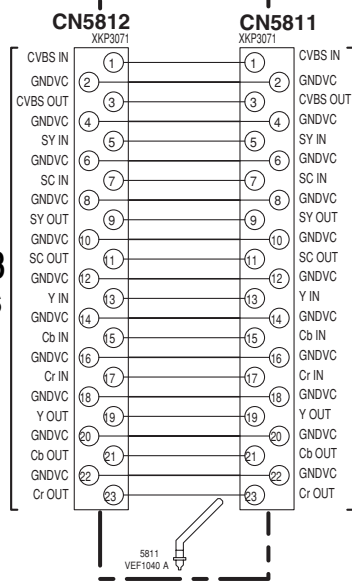 CN5812 CN5811
XKP3071 XKP3071
CVBS IN 1 1 CVBS IN
GNDVC 2 2 GNDVC
CVBS OUT 3 3 CVBS OUT
GNDVC 4 4 GNDVC
SY IN 5 5 SY IN
GNDVC 6 6 GNDVC
SC IN 7 7 SC IN
GNDVC 8 8 GNDVC
SY OUT 9 9 SY OUT
GNDVC 10 10 GNDVC
SC OUT 11 11 SC OUT
GNDVC 12 12 GNDVC
Y IN 13 13 Y IN
GNDVC 14 14 GNDVC
Cb IN 15 15 Cb IN
GNDVC 16 16 GNDVC
Cr IN 17 17 Cr IN
GNDVC 18 18 GNDVC
Y OUT 19 19 Y OUT
GNDVC 20 20 GNDVC
Cb OUT 21 21 Cb OUT
GNDVC 22 22 GNDVC
Cr OUT 23 23 Cr OUT
5811
VEF1040 A